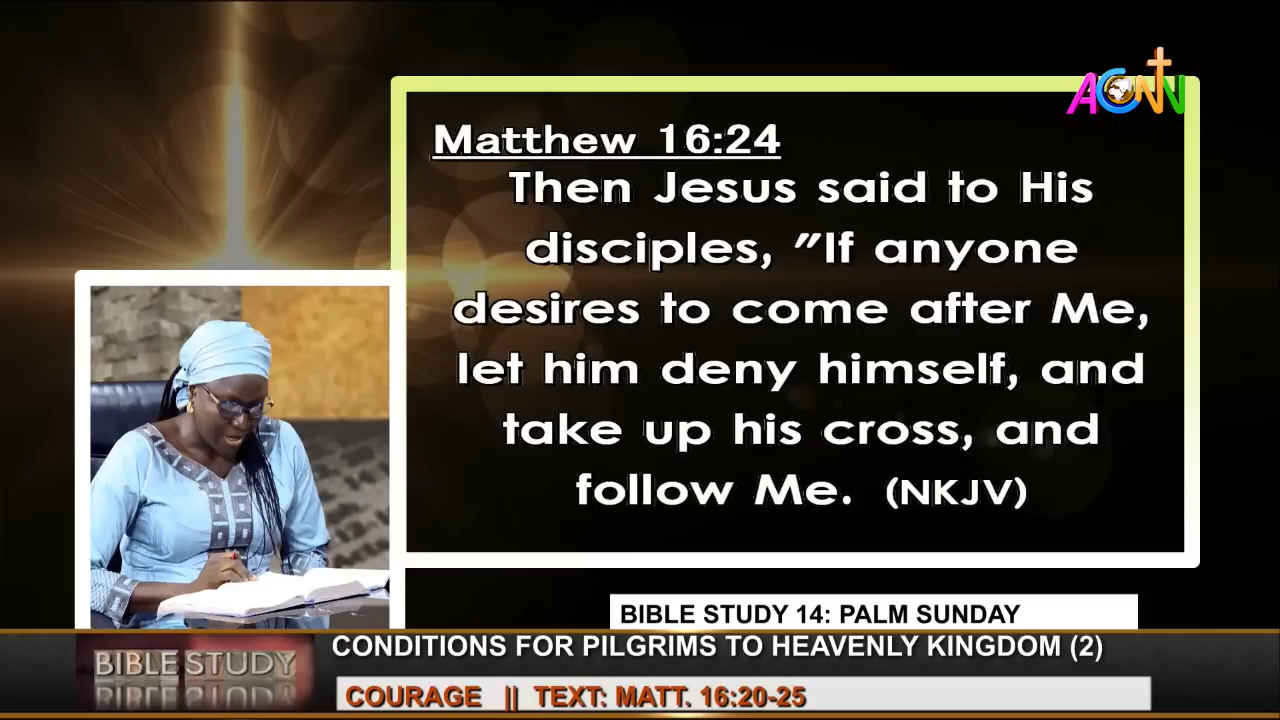 ACNN
Matthew 16:24
Then Jesus said to His
disciples, "If anyone
desires to come after Me,
let him deny himself, and
take up his cross, and
follow Me. (NKJV)
BIBLE STUDY 14: PALM SUNDAY
BIBLE STUDY
CONDITIONS FOR PILGRIMS TO HEAVENLY KINGDOM (2)
COURAGE || TEXT: MATT. 16:20-25